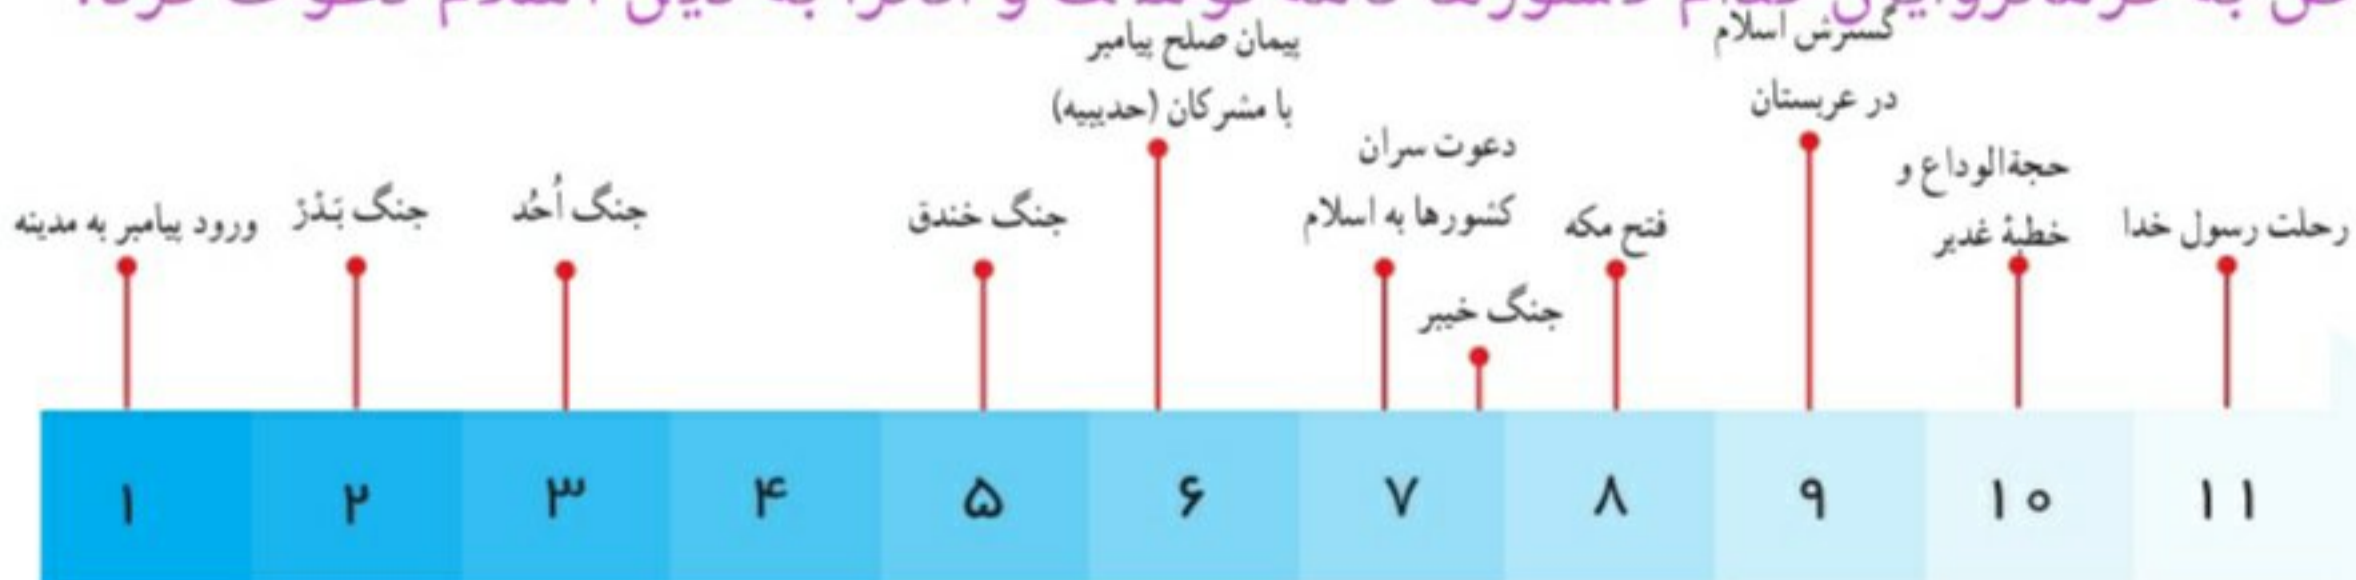 پیمان صلح پیامبر
با مشرکان (حدیبیه)
گسترش اسلام
در عربستان
ورود پیامبر به مدینه
جنگ بَدْرْ
جنگ اُحُد
جنگ خندق
دعوت سران
کشورها به اسلام
جنگ خیبر
فتح مکه
حجةالوداع و
خطبهٔ غدیر
رحلت رسول خدا
۱ ۲ ۳ ۴ ۵ ۶ ۷ ۸ ۹ ۱۰ ۱۱